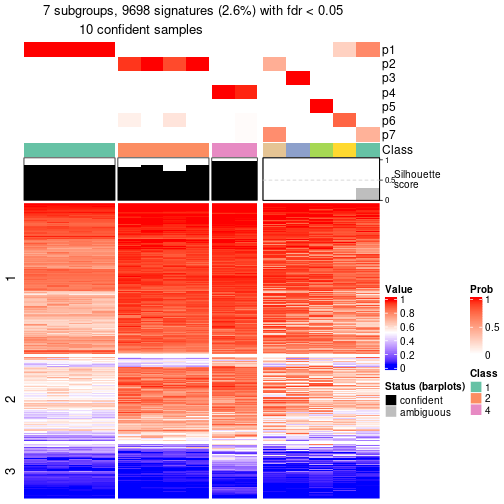 7 subgroups, 9698 signatures (2.6%) with fdr < 0.05
10 confident samples
p1
p2
p3
p4
p5
p6
p7
Class
1
0.5
0
Silhouette
score
1
2
3
Value
1
0.8
0.6
0.4
0.2
0
Prob
1
0.5
0
Status (barplots)
confident
ambiguous
Class
1
2
4